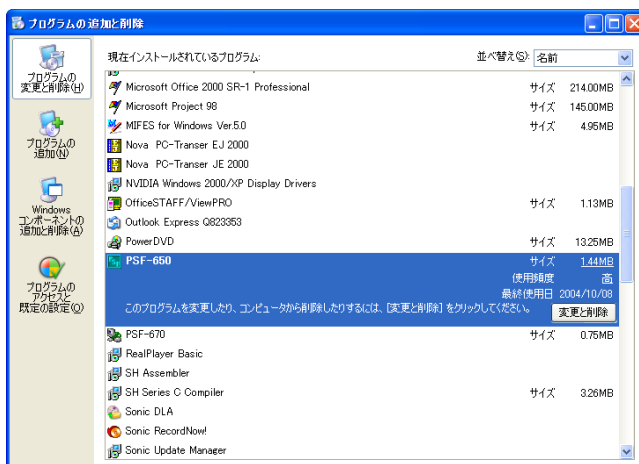 プログラムの追加と削除
プログラムの
変更と削除(H)
プログラムの
追加(N)
Windows
コンポーネントの
追加と削除(A)
プログラムの
アクセスと
既定の設定(O)
現在インストールされているプログラム:
並べ替え(S): 名前
Microsoft Office 2000 SR-1 Professional サイズ 214.00MB
Microsoft Project 98 サイズ 145.00MB
MIFES for Windows Ver.5.0 サイズ 4.95MB
Nova PC-Transer EJ 2000
Nova PC-Transer JE 2000
NVIDIA Windows 2000/XP Display Drivers
OfficeSTAFF/ViewPRO サイズ 1.13MB
Outlook Express Q823353
PowerDVD サイズ 13.25MB
PSF-650 サイズ 1.44MB
使用頻度 高
最終使用日 2004/10/08
このプログラムを変更したり、コンピュータから削除したりするには、[変更と削除] をクリックしてください。 変更と削除
PSF-670 サイズ 0.75MB
RealPlayer Basic
SH Assembler
SH Series C Compiler サイズ 3.26MB
Sonic DLA
Sonic RecordNow!
Sonic Update Manager